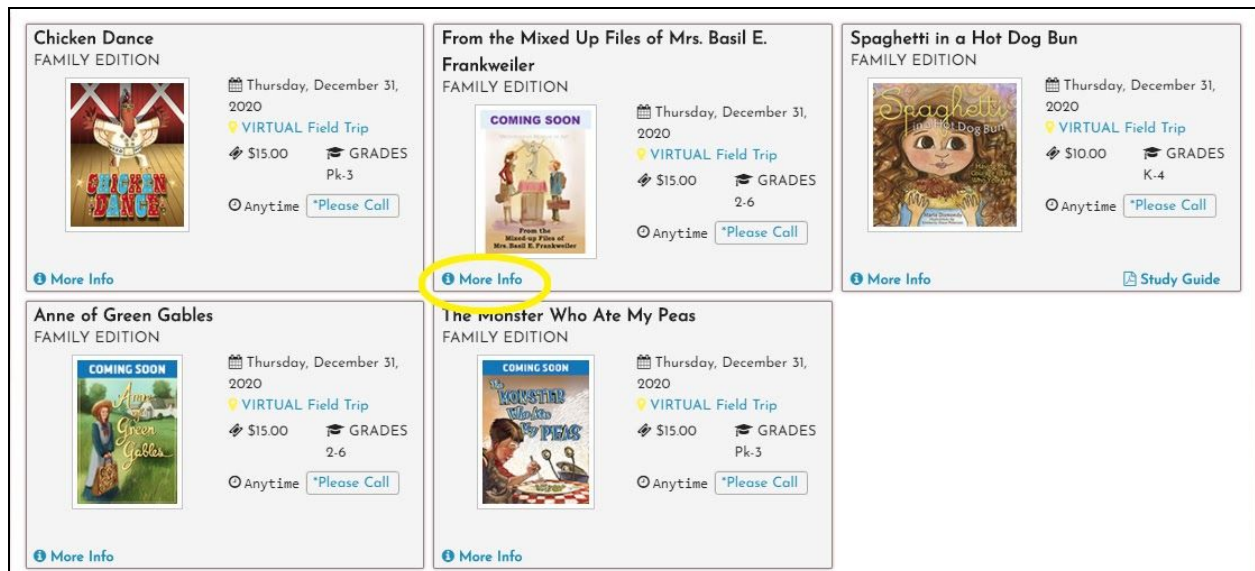 Chicken Dance
FAMILY EDITION
CHICKEN
DANCE
Thursday, December 31,
2020
VIRTUAL Field Trip
$15.00 GRADES
Pk-3
Anytime *Please Call
More Info
From the Mixed Up Files of Mrs. Basil E.
Frankweiler
FAMILY EDITION
COMING SOON
From the
Mixed-up Files of
Mrs. Basil E. Frankweiler
Thursday, December 31,
2020
VIRTUAL Field Trip
$15.00 GRADES
2-6
Anytime *Please Call
More Info
Spaghetti in a Hot Dog Bun
FAMILY EDITION
Spaghetti
in a Hot Dog Bun
Maria Dismondy
Thursday, December 31,
2020
VIRTUAL Field Trip
$10.00 GRADES
K-4
Anytime *Please Call
More Info Study Guide
Anne of Green Gables
FAMILY EDITION
COMING SOON
Anne
of
Green
Gables
Thursday, December 31,
2020
VIRTUAL Field Trip
$15.00 GRADES
2-6
Anytime *Please Call
More Info
The Monster Who Ate My Peas
FAMILY EDITION
COMING SOON
The
MONSTER
Who Ate
My PEAS
Thursday, December 31,
2020
VIRTUAL Field Trip
$15.00 GRADES
Pk-3
Anytime *Please Call
More Info